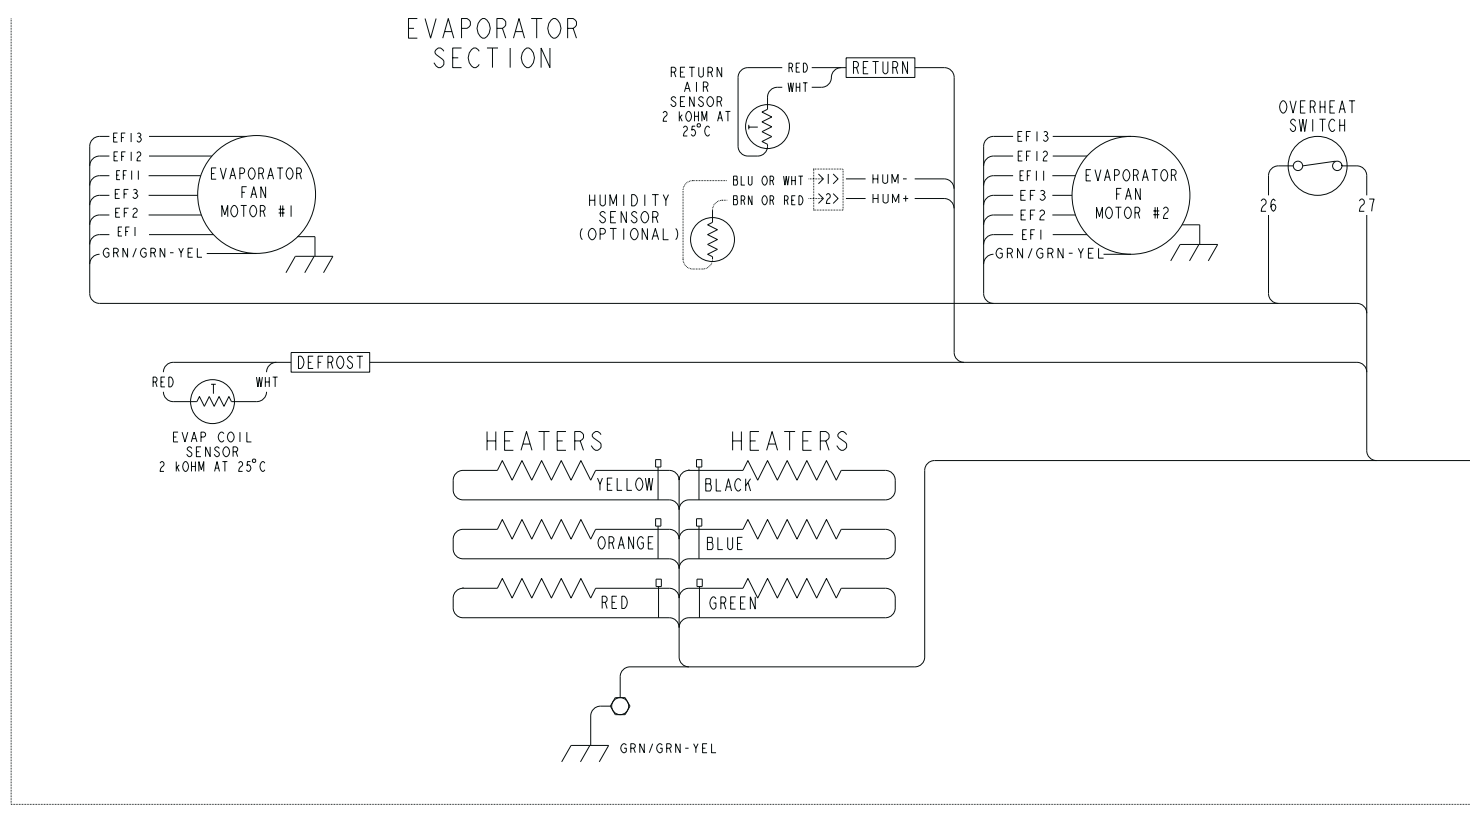 EVAPORATOR
SECTION
RETURN
AIR
SENSOR
2 kOHM AT
25°C
RED
WHT
RETURN
T
OVERHEAT
SWITCH
26
27
EF13
EF12
EF11
EF3
EF2
EF1
GRN/GRN-YEL
EVAPORATOR
FAN
MOTOR #1
HUMIDITY
SENSOR
(OPTIONAL)
BLU OR WHT
1
HUM-
BRN OR RED
2
HUM+
EF13
EF12
EF11
EF3
EF2
EF1
GRN/GRN-YEL
EVAPORATOR
FAN
MOTOR #2
DEFROST
RED
T
WHT
EVAP COIL
SENSOR
2 kOHM AT 25°C
HEATERS
HEATERS
YELLOW
BLACK
ORANGE
BLUE
RED
GREEN
GRN/GRN-YEL